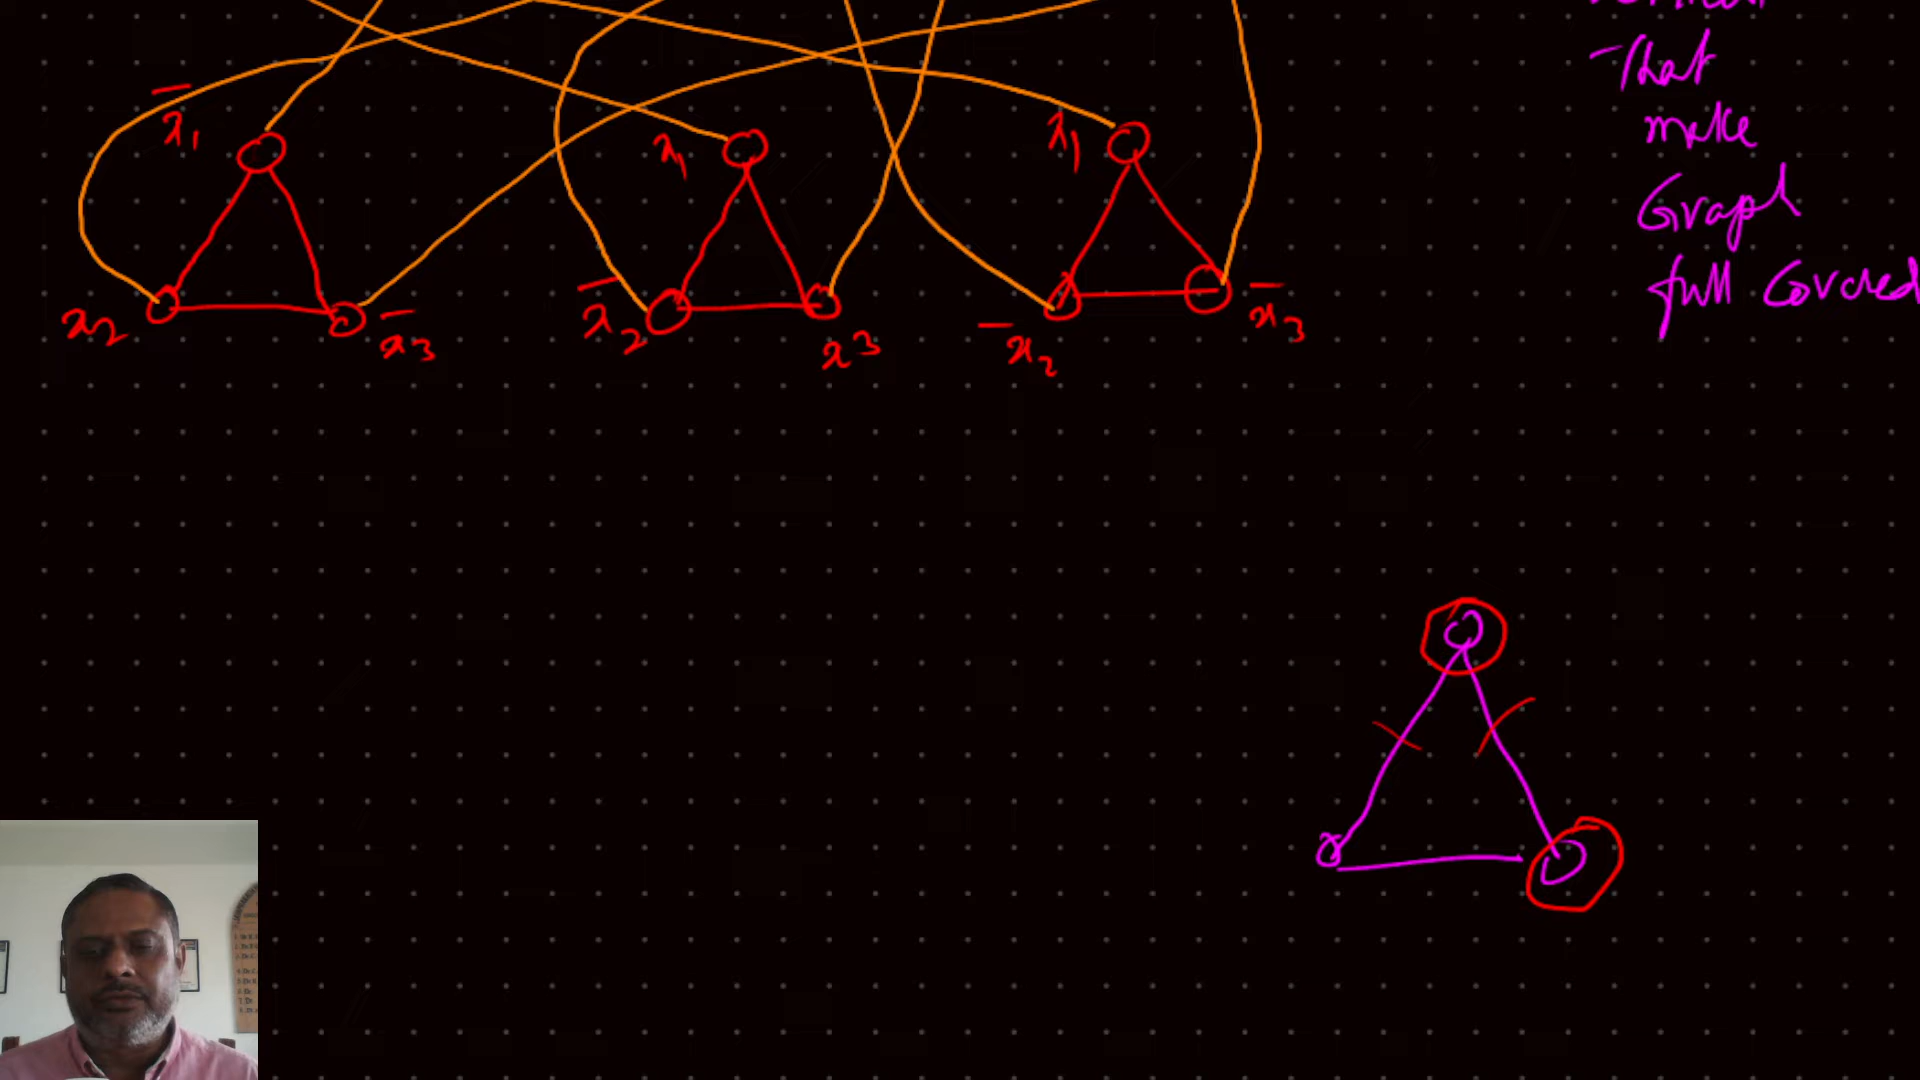 That
make
Graph
full Covered
x̄₁
x₁
x₁
x₂
x̄₃
x̄₂
x³
x̄₂
x̄₃